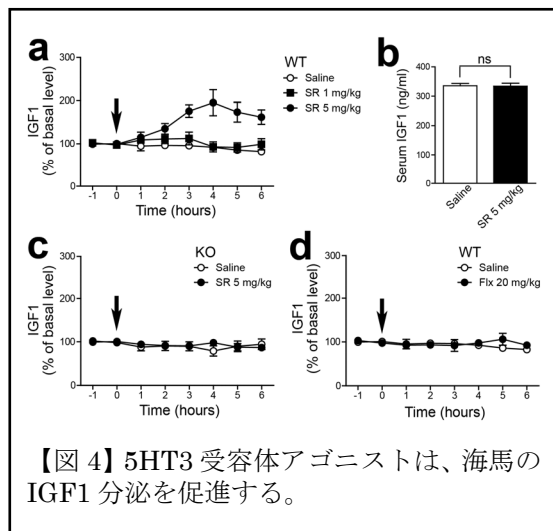 a
WT
Saline
SR 1 mg/kg
SR 5 mg/kg
IGF1
(% of basal level)
300
200
100
0
-1 0 1 2 3 4 5 6
Time (hours)
b
ns
Serum IGF1 (ng/ml)
400
300
200
100
0
Saline
SR 5 mg/kg
c
KO
Saline
SR 5 mg/kg
IGF1
(% of basal level)
300
200
100
0
-1 0 1 2 3 4 5 6
Time (hours)
d
WT
Saline
Flx 20 mg/kg
IGF1
(% of basal level)
300
200
100
0
-1 0 1 2 3 4 5 6
Time (hours)
【図 4】5HT3 受容体アゴニストは、海馬の
IGF1 分泌を促進する。